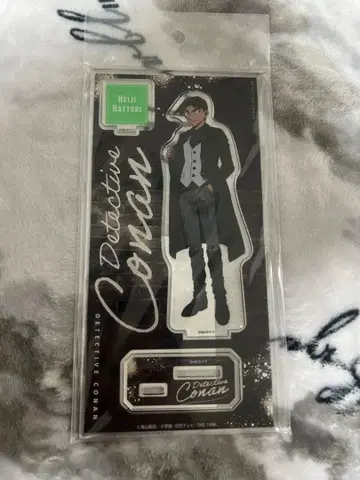 HEIJI
HATTORI
Detective
Conan
DETECTIVE CONAN
Detective
Conan